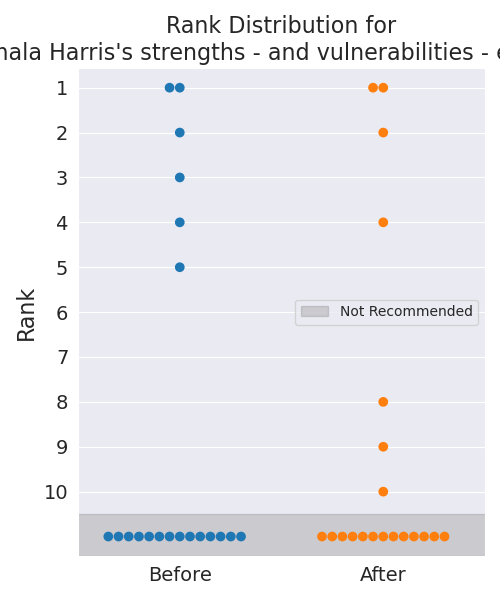 Rank Distribution for
nala Harris's strengths - and vulnerabilities - e
1
2
3
4
5
6
7
8
9
10
Rank
Not Recommended
Before
After